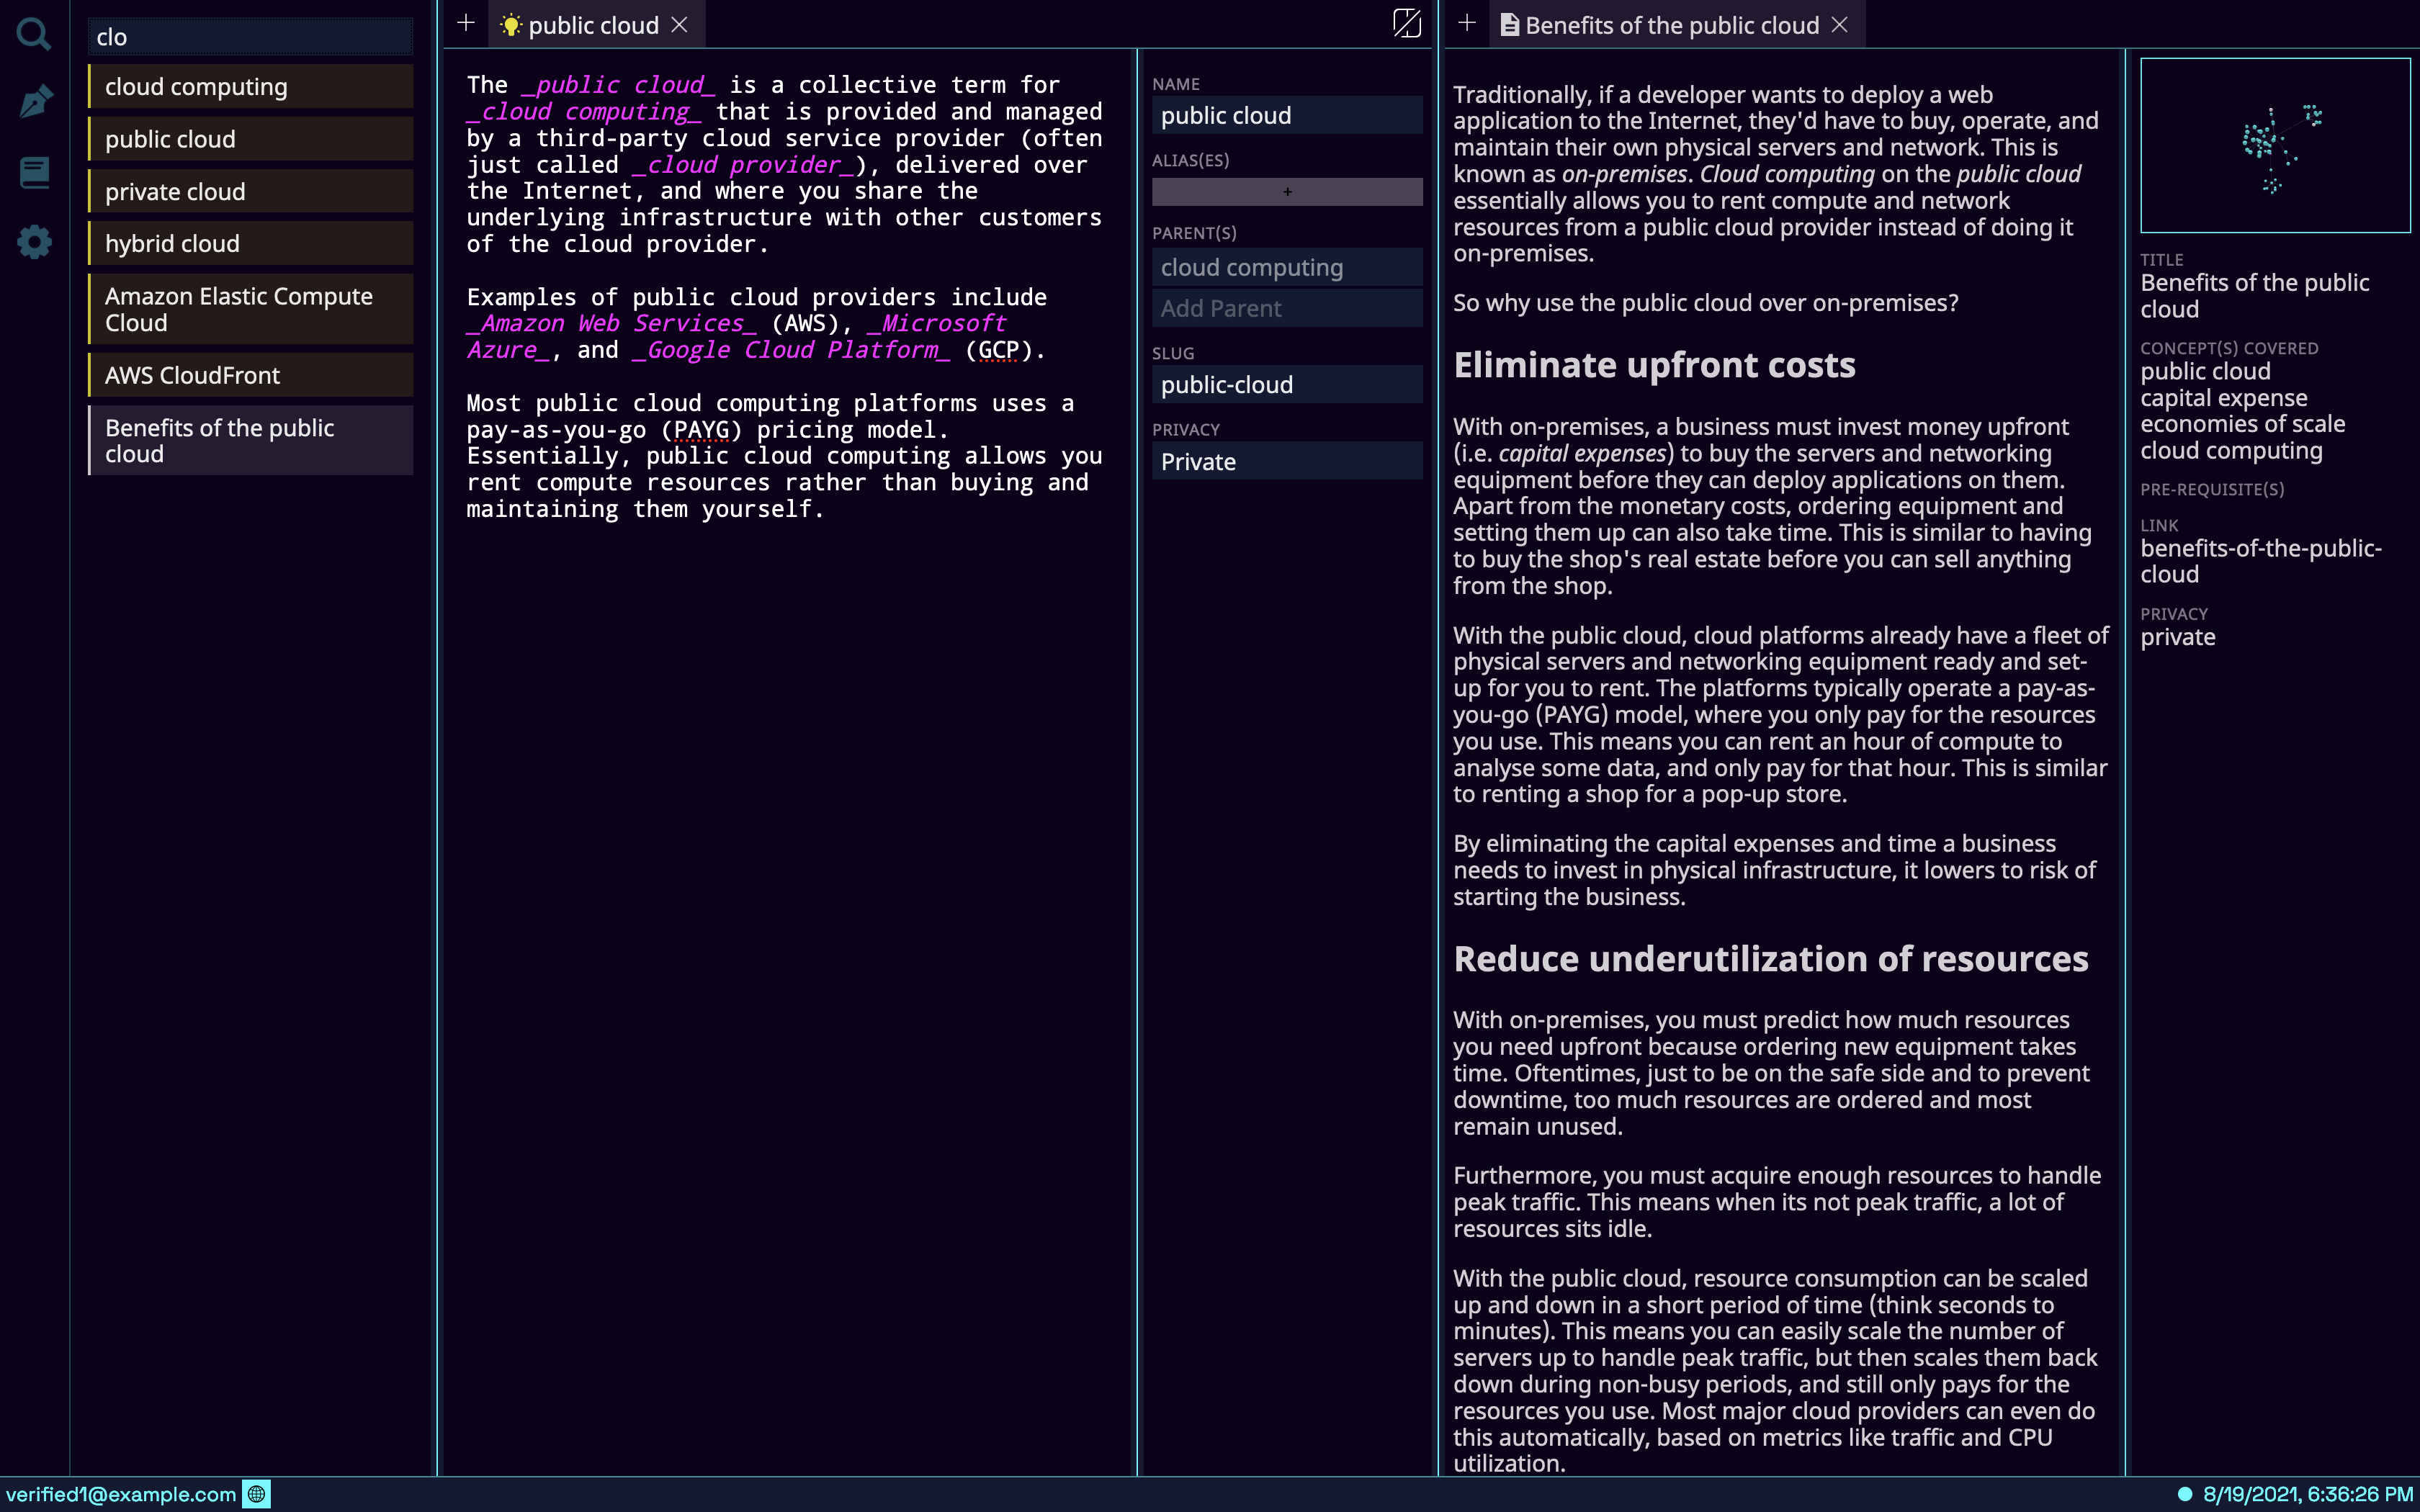 clo
cloud computing
public cloud
private cloud
hybrid cloud
Amazon Elastic Compute
Cloud
AWS CloudFront
Benefits of the public
cloud
+
public cloud
The _public cloud_ is a collective term for
_cloud computing_ that is provided and managed
by a third-party cloud service provider (often
just called _cloud provider_), delivered over
the Internet, and where you share the
underlying infrastructure with other customers
of the cloud provider.
Examples of public cloud providers include
_Amazon Web Services_ (AWS), _Microsoft
Azure_, and _Google Cloud Platform_ (GCP).
Most public cloud computing platforms uses a
pay-as-you-go (PAYG) pricing model.
Essentially, public cloud computing allows you
rent compute resources rather than buying and
maintaining them yourself.
NAME
public cloud
ALIAS(ES)
+
PARENT(S)
cloud computing
Add Parent
SLUG
public-cloud
PRIVACY
Private
+
Benefits of the public cloud
Traditionally, if a developer wants to deploy a web
application to the Internet, they'd have to buy, operate, and
maintain their own physical servers and network. This is
known as on-premises. Cloud computing on the public cloud
essentially allows you to rent compute and network
resources from a public cloud provider instead of doing it
on-premises.
So why use the public cloud over on-premises?
Eliminate upfront costs
With on-premises, a business must invest money upfront
(i.e. capital expenses) to buy the servers and networking
equipment before they can deploy applications on them.
Apart from the monetary costs, ordering equipment and
setting them up can also take time. This is similar to having
to buy the shop's real estate before you can sell anything
from the shop.
With the public cloud, cloud platforms already have a fleet of
physical servers and networking equipment ready and set-
up for you to rent. The platforms typically operate a pay-as-
you-go (PAYG) model, where you only pay for the resources
you use. This means you can rent an hour of compute to
analyse some data, and only pay for that hour. This is similar
to renting a shop for a pop-up store.
By eliminating the capital expenses and time a business
needs to invest in physical infrastructure, it lowers to risk of
starting the business.
Reduce underutilization of resources
With on-premises, you must predict how much resources
you need upfront because ordering new equipment takes
time. Oftentimes, just to be on the safe side and to prevent
downtime, too much resources are ordered and most
remain unused.
Furthermore, you must acquire enough resources to handle
peak traffic. This means when its not peak traffic, a lot of
resources sits idle.
With the public cloud, resource consumption can be scaled
up and down in a short period of time (think seconds to
minutes). This means you can easily scale the number of
servers up to handle peak traffic, but then scales them back
down during non-busy periods, and still only pays for the
resources you use. Most major cloud providers can even do
this automatically, based on metrics like traffic and CPU
utilization.
TITLE
Benefits of the public
cloud
CONCEPT(S) COVERED
public cloud
capital expense
economies of scale
cloud computing
PRE-REQUISITE(S)
LINK
benefits-of-the-public-
cloud
PRIVACY
private
verified1@example.com
8/19/2021, 6:36:26 PM